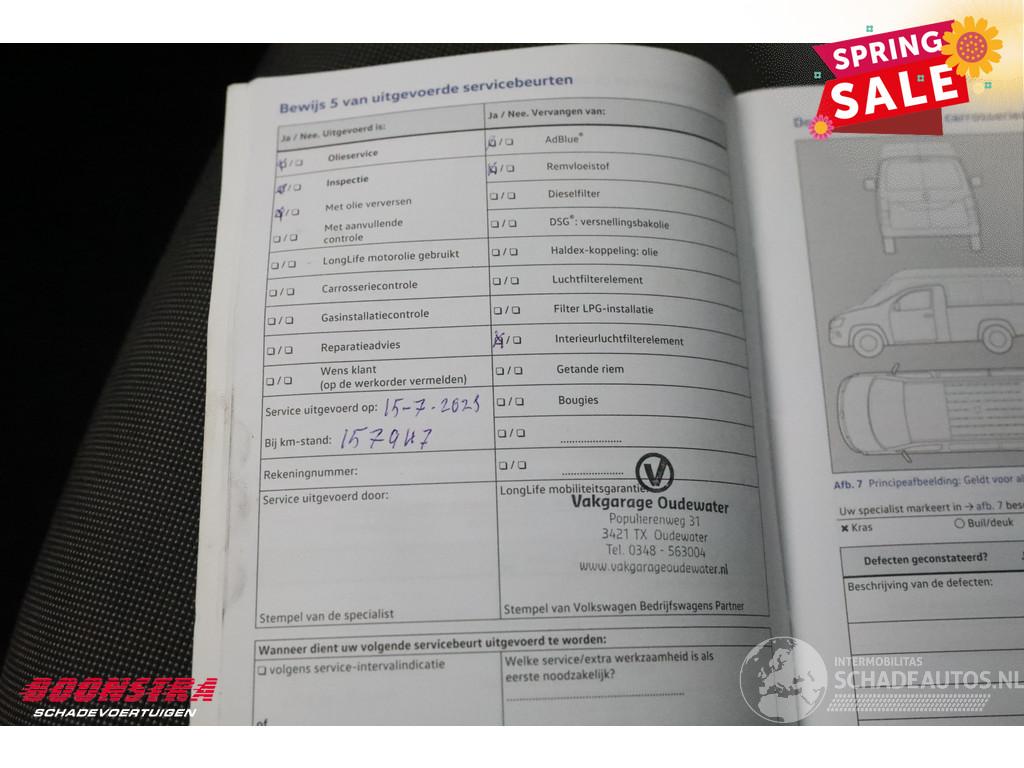 SPRING
SALE
Bewijs 5 van uitgevoerde servicebeurten
Ja / Nee. Uitgevoerd is:
Ja / Nee. Vervangen van:
Olieservice
AdBlue®
Inspectie
Remvloeistof
Met olie verversen
Dieselfilter
Met aanvullende
controle
DSG®: versnellingsbakolie
LongLife motorolie gebruikt
Haldex-koppeling: olie
Carrosseriecontrole
Luchtfilterelement
Gasinstallatiecontrole
Filter LPG-installatie
Reparatieadvies
Interieurluchtfilterelement
Wens klant
(op de werkorder vermelden)
Getande riem
Service uitgevoerd op: 15-7-2023
Bougies
Bij km-stand: 157947
Rekeningnummer:
Service uitgevoerd door:
LongLife mobiliteitsgarantie
Vakgarage Oudewater
Populierenweg 31
3421 TX Oudewater
Tel. 0348 - 563004
www.vakgarageoudewater.nl
Stempel van de specialist
Stempel van Volkswagen Bedrijfswagens Partner
Wanneer dient uw volgende servicebeurt uitgevoerd te worden:
volgens service-intervalindicatie
Welke service/extra werkzaamheid is als
eerste noodzakelijk?
of
carrosserie
Afb. 7 Principeafbeelding: Geldt voor al
Uw specialist markeert in → afb. 7 besc
× Kras
Buil/deuk
Defecten geconstateerd?
Beschrijving van de defecten:
BOONSTRA
SCHADEVOERTUIGEN
INTERMOBILITAS
SCHADEAUTOS.NL